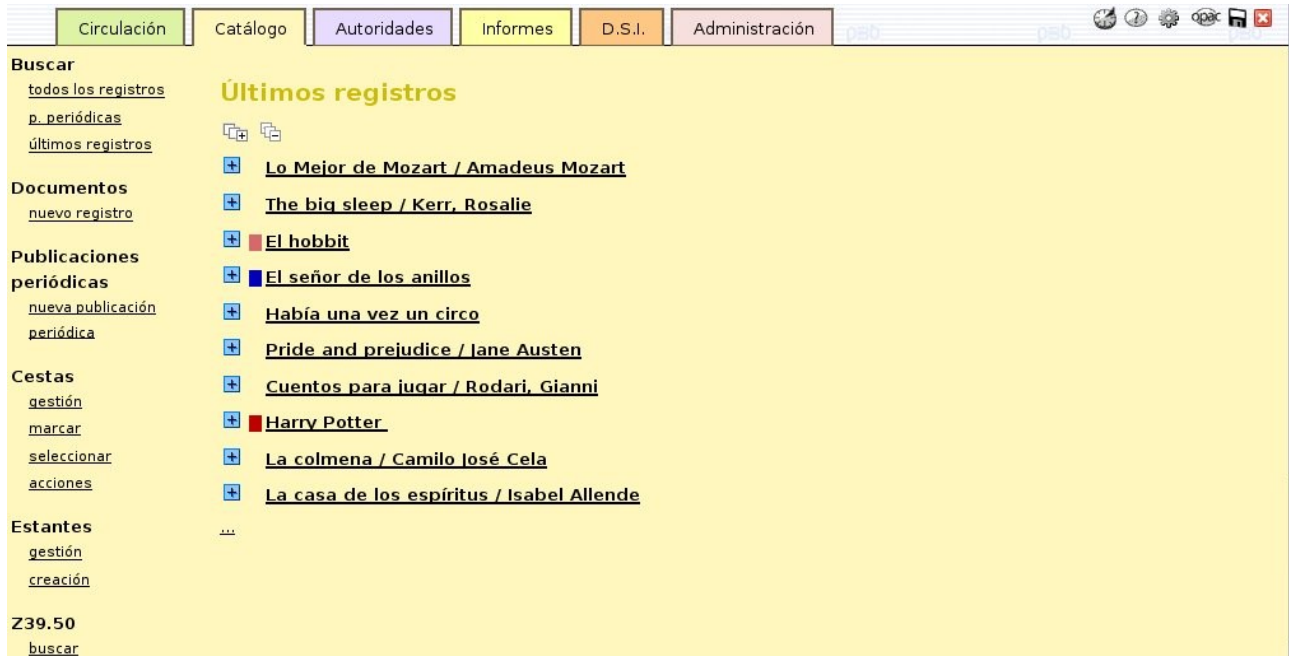 Circulación
Catálogo
Autoridades
Informes
D.S.I.
Administración
pmb
pmb
opac
pmb
Buscar
todos los registros
p. periódicas
últimos registros
Documentos
nuevo registro
Publicaciones
periódicas
nueva publicación
periódica
Cestas
gestión
marcar
seleccionar
acciones
Estantes
gestión
creación
Z39.50
buscar
Últimos registros
Lo Mejor de Mozart / Amadeus Mozart
The big sleep / Kerr, Rosalie
El hobbit
El señor de los anillos
Había una vez un circo
Pride and prejudice / Jane Austen
Cuentos para jugar / Rodari, Gianni
Harry Potter
La colmena / Camilo José Cela
La casa de los espíritus / Isabel Allende
...